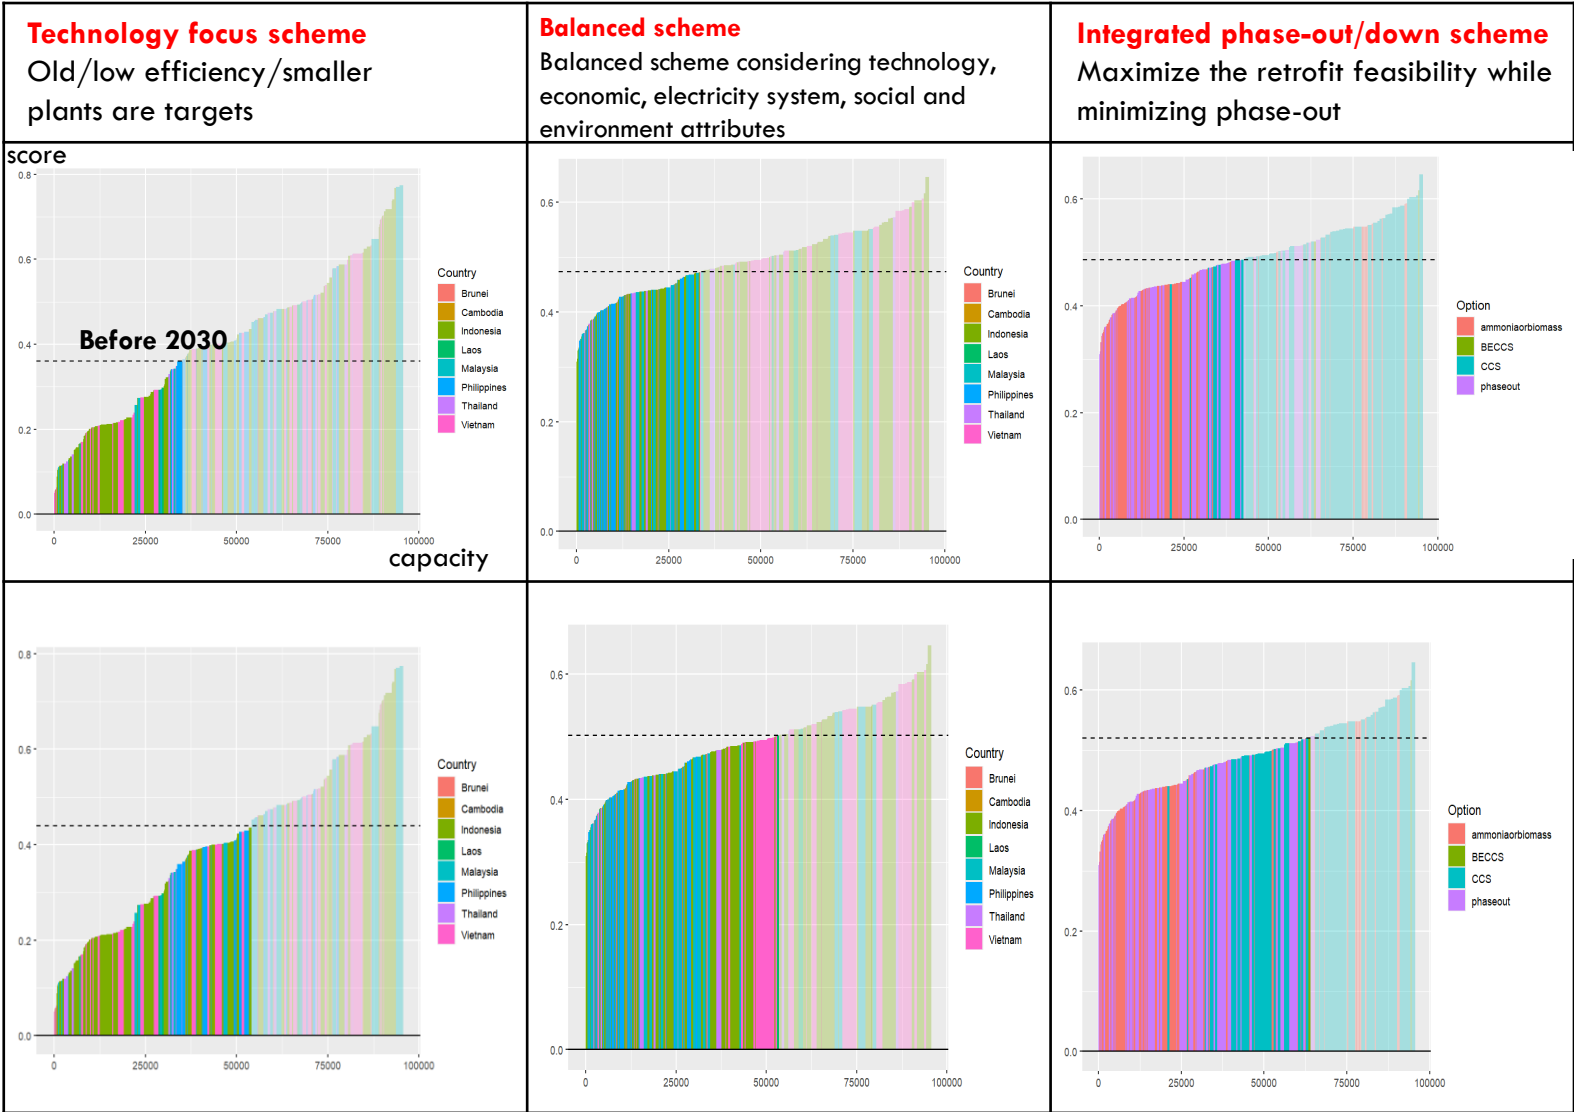 Technology focus scheme
Old/low efficiency/smaller
plants are targets
Balanced scheme
Balanced scheme considering technology,
economic, electricity system, social and
environment attributes
Integrated phase-out/down scheme
Maximize the retrofit feasibility while
minimizing phase-out
score
0.8
0.6
0.4
0.2
0.0
Before 2030
0
25000
50000
75000
100000
capacity
Country
Brunei
Cambodia
Indonesia
Laos
Malaysia
Philippines
Thailand
Vietnam
0.6
0.4
0.2
0.0
0
25000
50000
75000
100000
Country
Brunei
Cambodia
Indonesia
Laos
Malaysia
Philippines
Thailand
Vietnam
0.6
0.4
0.2
0.0
0
25000
50000
75000
100000
Option
ammoniaorbiomass
BECCS
CCS
phaseout
0.8
0.6
0.4
0.2
0.0
0
25000
50000
75000
100000
Country
Brunei
Cambodia
Indonesia
Laos
Malaysia
Philippines
Thailand
Vietnam
0.6
0.4
0.2
0.0
0
25000
50000
75000
100000
Country
Brunei
Cambodia
Indonesia
Laos
Malaysia
Philippines
Thailand
Vietnam
0.6
0.4
0.2
0.0
0
25000
50000
75000
100000
Option
ammoniaorbiomass
BECCS
CCS
phaseout